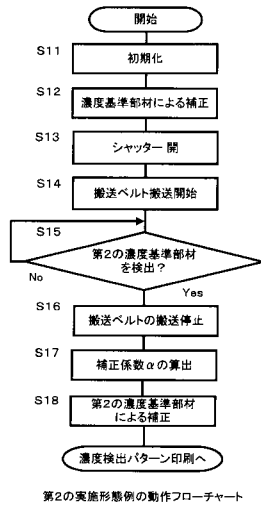 開始
S11
初期化
S12
濃度基準部材による補正
S13
シャッター 開
S14
搬送ベルト搬送開始
S15
第2の濃度基準部材
を検出？
No
Yes
S16
搬送ベルトの搬送停止
S17
補正係数αの算出
S18
第2の濃度基準部材
による補正
濃度検出パターン印刷へ
第2の実施形態例の動作フローチャート